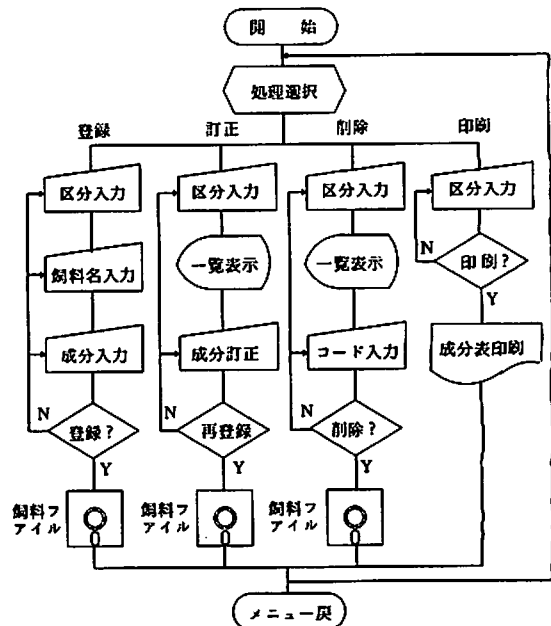 開始
処理選択
登録
訂正
削除
印刷
区分入力
区分入力
区分入力
区分入力
飼料名入力
一覧表示
一覧表示
N
印刷?
Y
成分入力
成分訂正
コード入力
成分表印刷
N
登録?
Y
N
再登録
Y
N
削除?
Y
飼料フ
ァイル
飼料フ
ァイル
飼料フ
ァイル
メニュー戻